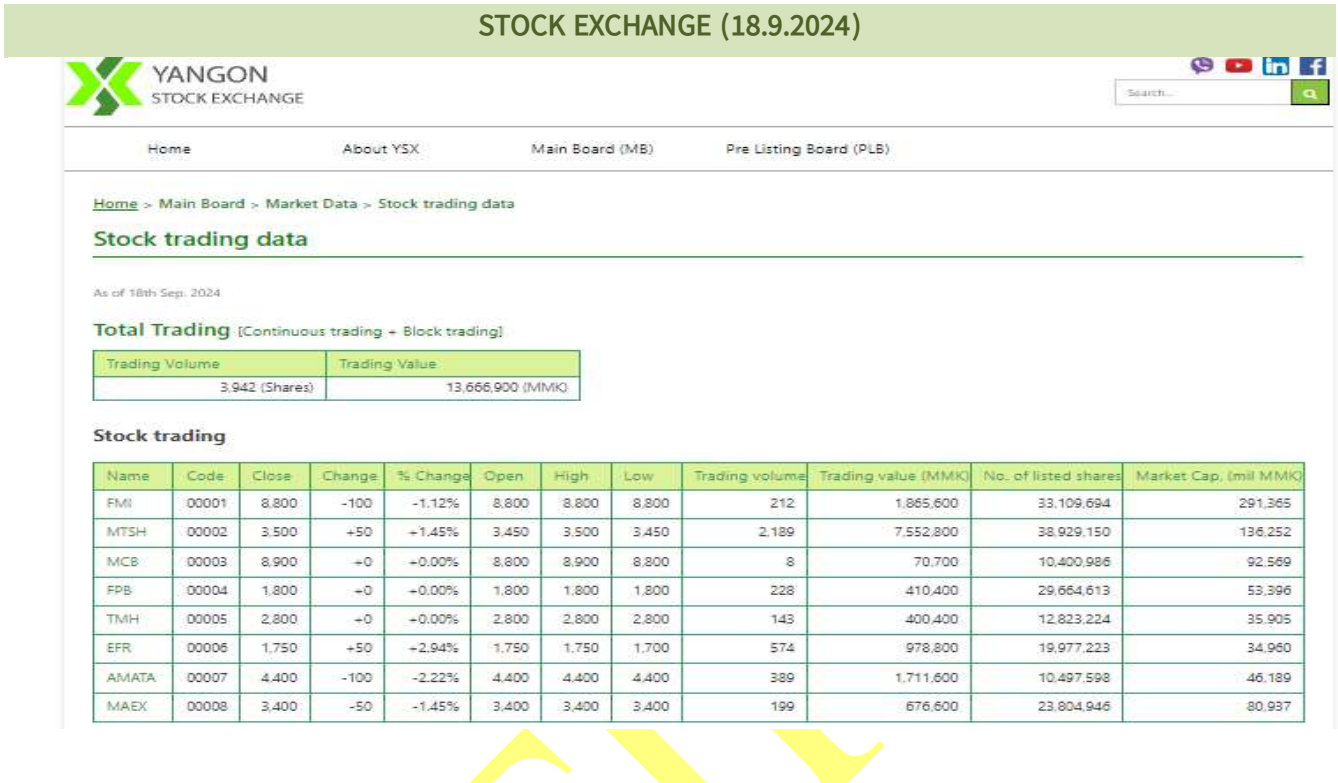 STOCK EXCHANGE (18.9.2024)
YANGON
STOCK EXCHANGE
Search...
Home About YSX Main Board (MB) Pre Listing Board (PLB)
Home > Main Board > Market Data > Stock trading data
Stock trading data
As of 18th Sep. 2024
Total Trading [Continuous trading + Block trading]
Trading Volume Trading Value
3,942 (Shares) 13,666,900 (MMK)
Stock trading
Name Code Close Change % Change Open High Low Trading volume Trading value (MMK) No. of listed shares Market Cap, (mil MMK)
FMI 00001 8,800 -100 -1.12% 8,800 8,800 8,800 212 1,865,600 33,109,694 291,365
MTSH 00002 3,500 +50 +1.45% 3,450 3,500 3,450 2,189 7,552,800 38,929,150 136,252
MCB 00003 8,900 +0 +0.00% 8,800 8,900 8,800 8 70,700 10,400,986 92,569
FPB 00004 1,800 +0 +0.00% 1,800 1,800 1,800 228 410,400 29,664,613 53,396
TMH 00005 2,800 +0 +0.00% 2,800 2,800 2,800 143 400,400 12,823,224 35,905
EFR 00006 1,750 +50 +2.94% 1,750 1,750 1,700 574 978,800 19,977,223 34,960
AMATA 00007 4,400 -100 -2.22% 4,400 4,400 4,400 389 1,711,600 10,497,598 46,189
MAEX 00008 3,400 -50 -1.45% 3,400 3,400 3,400 199 676,600 23,804,946 80,937